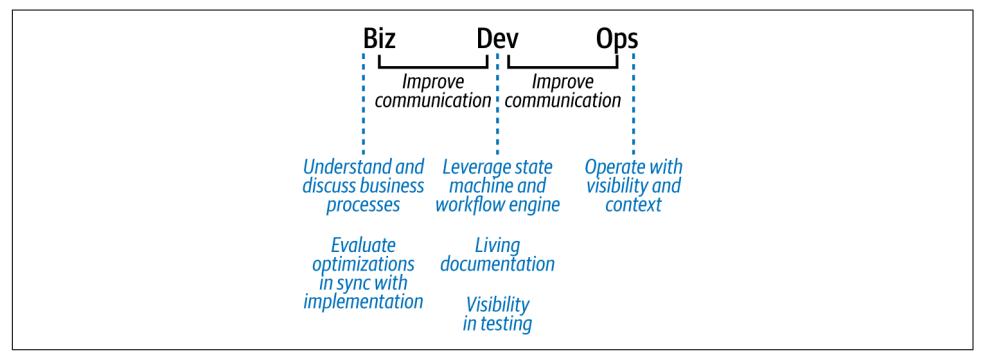 Biz Dev Ops
Improve
communication
Improve
communication
Understand and
discuss business
processes
Evaluate
optimizations
in sync with
implementation
Leverage state
machine and
workflow engine
Living
documentation
Visibility
in testing
Operate with
visibility and
context